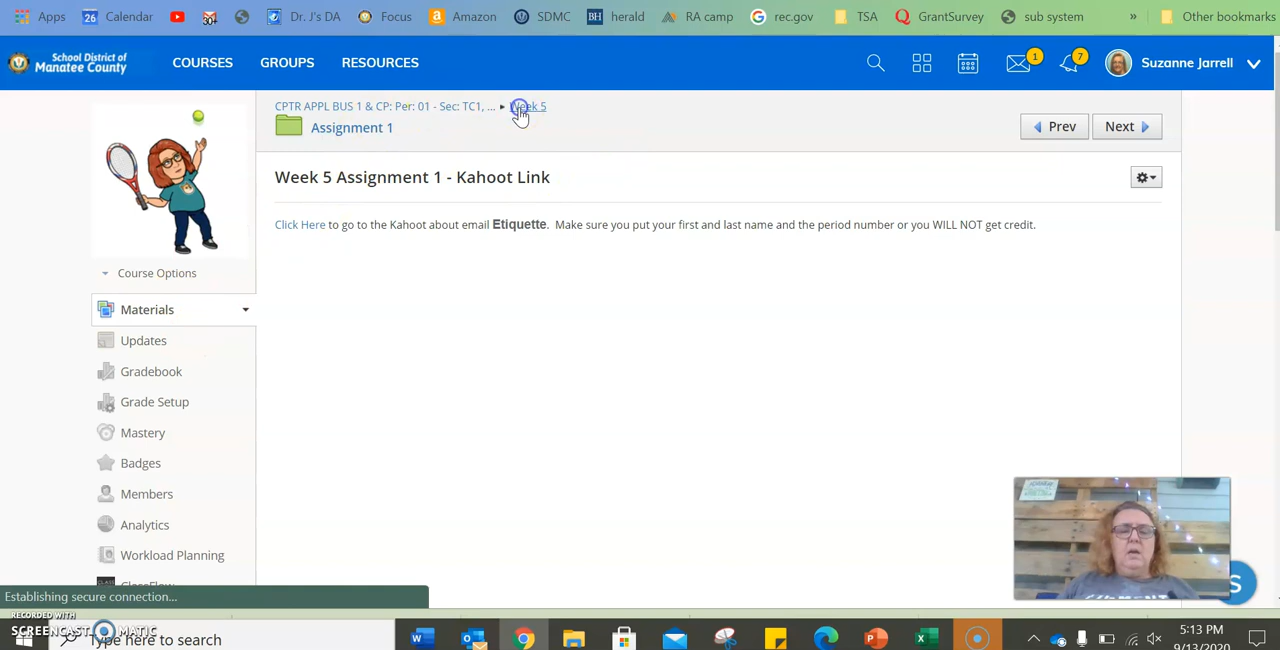 Apps
Calendar
30+
Dr. J's DA
Focus
Amazon
SDMC
herald
RA camp
rec.gov
TSA
GrantSurvey
sub system
»
Other bookmarks
School District of
Manatee County
COURSES
GROUPS
RESOURCES
1
7
Suzanne Jarrell
CPTR APPL BUS 1 & CP: Per: 01 - Sec: TC1, ... ▸ Week 5
Assignment 1
Prev
Next
Week 5 Assignment 1 - Kahoot Link
Click Here to go to the Kahoot about email Etiquette. Make sure you put your first and last name and the period number or you WILL NOT get credit.
Course Options
Materials
Updates
Gradebook
Grade Setup
Mastery
Badges
Members
Analytics
Workload Planning
Establishing secure connection...
RECORDED WITH
SCREENCAST MATIC
Type here to search
5:13 PM
9/13/2020